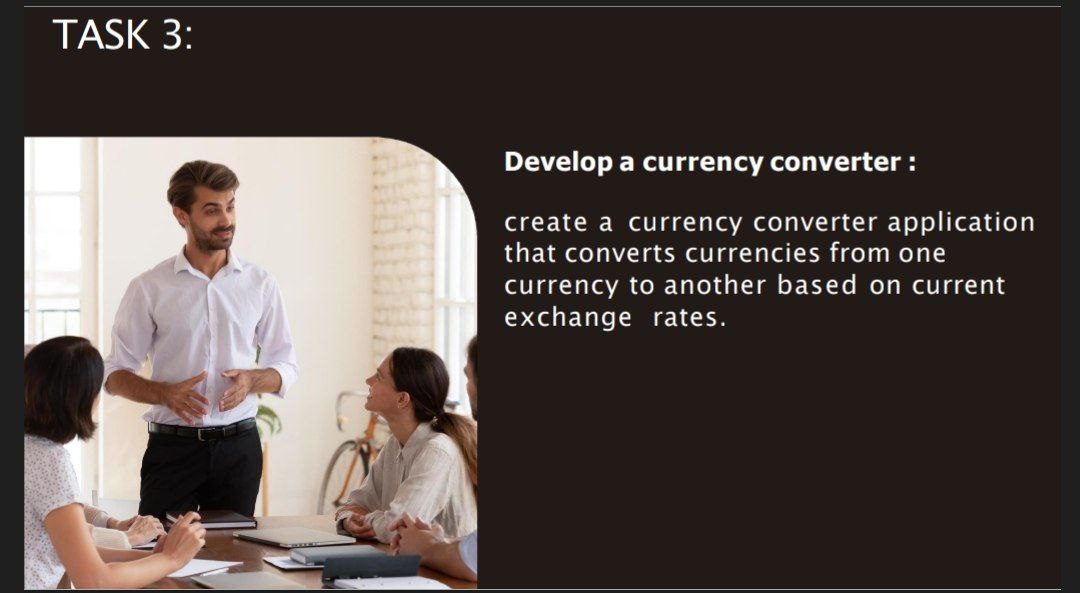 TASK 3:
Develop a currency converter :
create a currency converter application
that converts currencies from one
currency to another based on current
exchange rates.